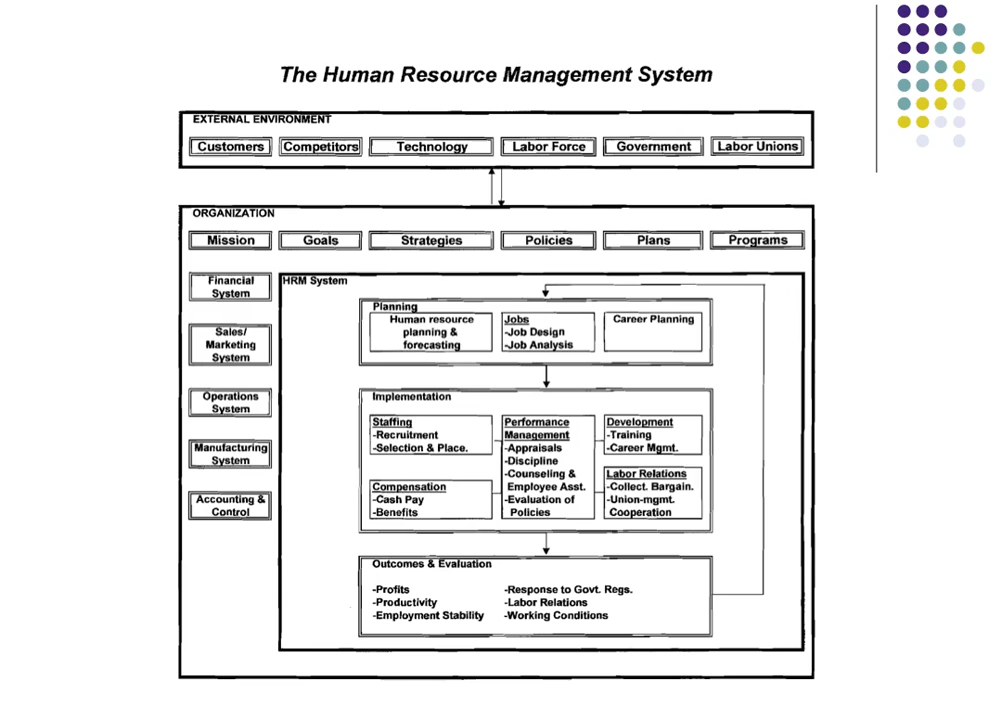 The Human Resource Management System
EXTERNAL ENVIRONMENT
Customers
Competitors
Technology
Labor Force
Government
Labor Unions
ORGANIZATION
Mission
Goals
Strategies
Policies
Plans
Programs
Financial
System
Sales/
Marketing
System
Operations
System
Manufacturing
System
Accounting &
Control
HRM System
Planning
Human resource
planning &
forecasting
Jobs
-Job Design
-Job Analysis
Career Planning
Implementation
Staffing
-Recruitment
-Selection & Place.
Compensation
-Cash Pay
-Benefits
Performance
Management
-Appraisals
-Discipline
-Counseling &
Employee Asst.
-Evaluation of
Policies
Development
-Training
-Career Mgmt.
Labor Relations
-Collect. Bargain.
-Union-mgmt.
Cooperation
Outcomes & Evaluation
-Profits
-Productivity
-Employment Stability
-Response to Govt. Regs.
-Labor Relations
-Working Conditions